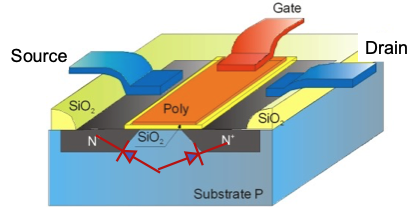 Gate
Source
Drain
SiO₂
Poly
SiO₂
N
SiO₂
N⁺
Substrate P